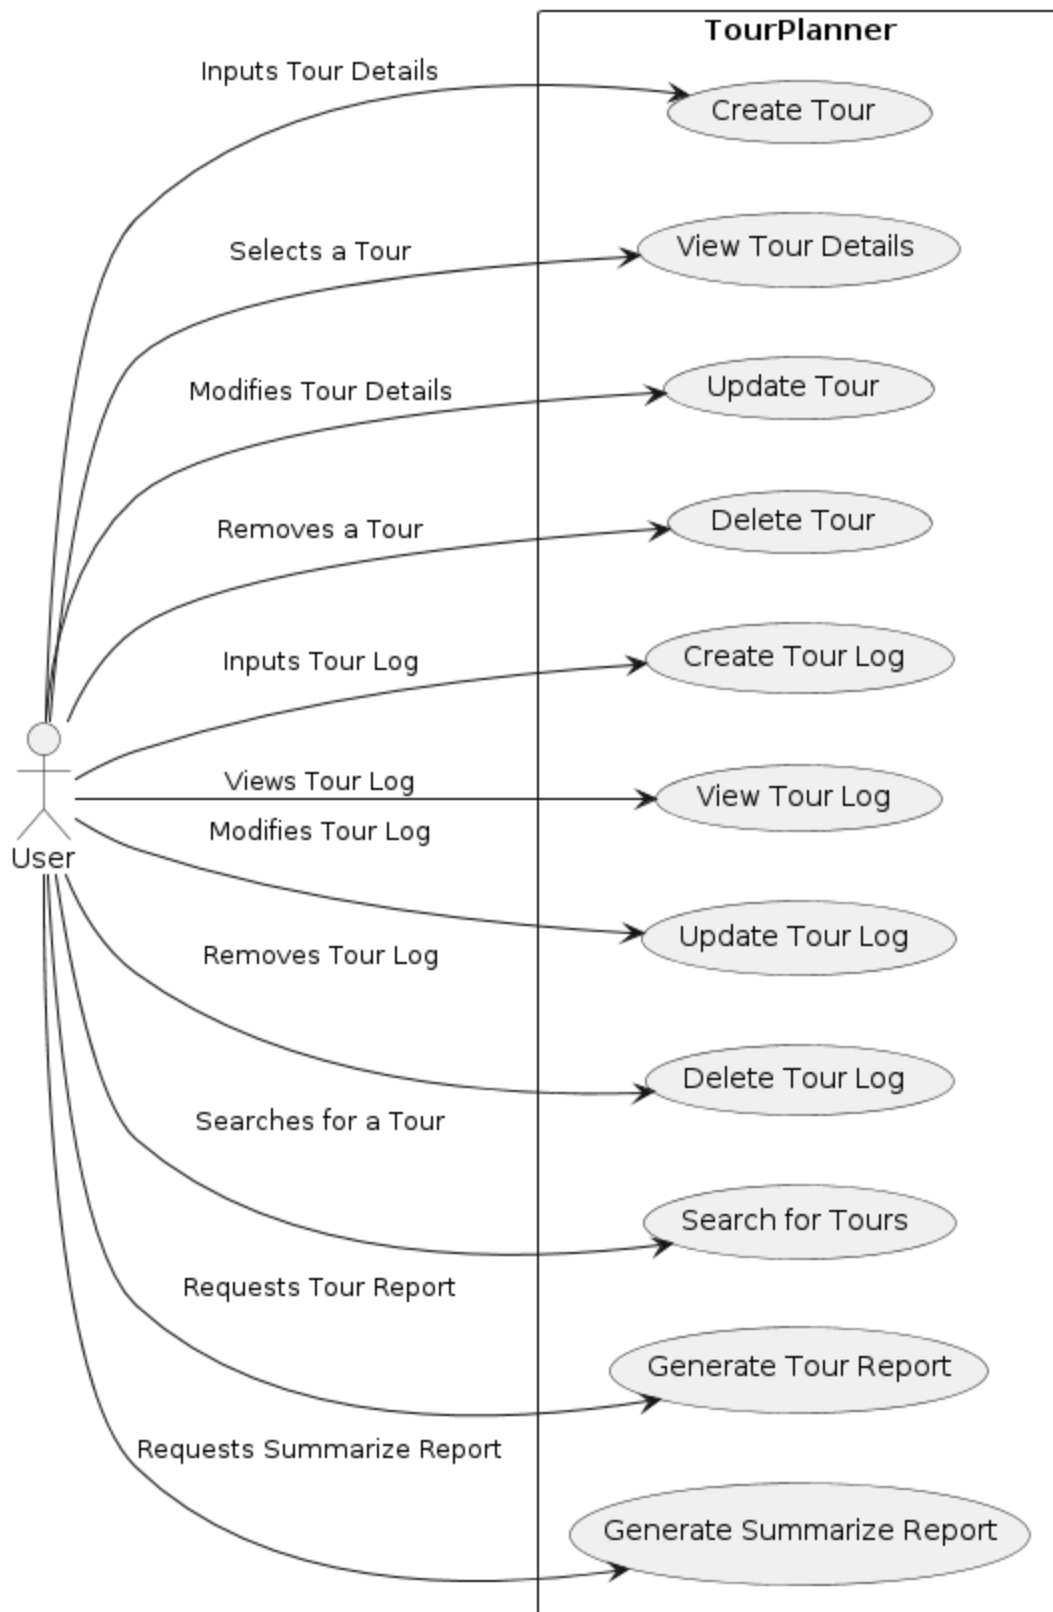 TourPlanner
Inputs Tour Details
Create Tour
Selects a Tour
View Tour Details
Modifies Tour Details
Update Tour
Removes a Tour
Delete Tour
Inputs Tour Log
Create Tour Log
Views Tour Log
View Tour Log
Modifies Tour Log
User
Update Tour Log
Removes Tour Log
Delete Tour Log
Searches for a Tour
Search for Tours
Requests Tour Report
Generate Tour Report
Requests Summarize Report
Generate Summarize Report